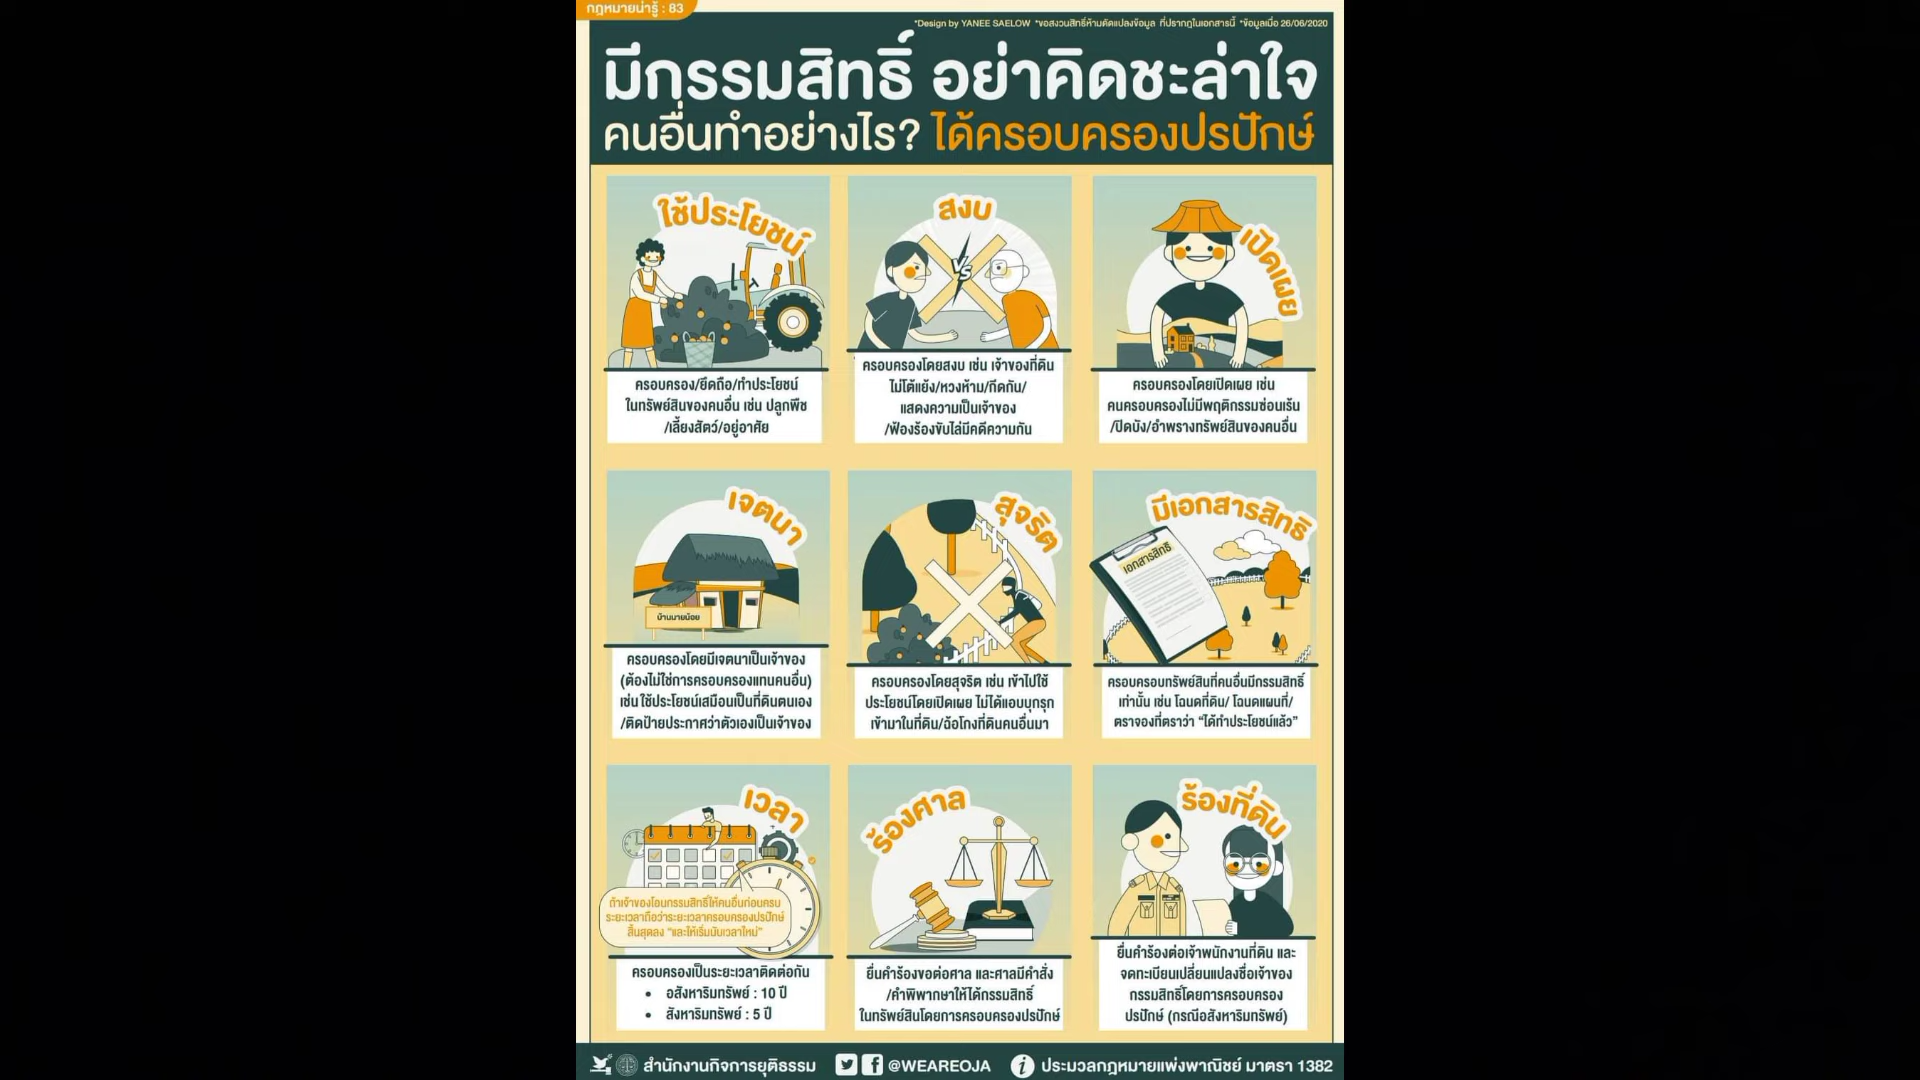 กฎหมายน่ารู้ : 83
*Design by YANEE SAELOW *ขอสงวนสิทธิ์ห้ามดัดแปลงข้อมูล ที่ปรากฏในเอกสารนี้ *ข้อมูลเมื่อ 26/06/2020
มีกรรมสิทธิ์ อย่าคิดชะล่าใจ
คนอื่นทำอย่างไร? ได้ครอบครองปรปักษ์
ใช้ประโยชน์
ครอบครอง/ยึดถือ/ทำประโยชน์
ในทรัพย์สินของคนอื่น เช่น ปลูกพืช
/เลี้ยงสัตว์/อยู่อาศัย
สงบ
VS
ครอบครองโดยสงบ เช่น เจ้าของที่ดิน
ไม่โต้แย้ง/หวงห้าม/กีดกัน/
แสดงความเป็นเจ้าของ
/ฟ้องร้องขับไล่มีคดีความกัน
เปิดเผย
ครอบครองโดยเปิดเผย เช่น
คนครอบครองไม่มีพฤติกรรมซ่อนเร้น
/ปิดบัง/อำพรางทรัพย์สินของคนอื่น
เจตนา
บ้านนายน้อย
ครอบครองโดยมีเจตนาเป็นเจ้าของ
(ต้องไม่ใช่การครอบครองแทนคนอื่น)
เช่น ใช้ประโยชน์เสมือนเป็นที่ดินตนเอง
/ติดป้ายประกาศว่าตัวเองเป็นเจ้าของ
สุจริต
ครอบครองโดยสุจริต เช่น เข้าไปใช้
ประโยชน์โดยเปิดเผย ไม่ได้แอบบุกรุก
เข้ามาในที่ดิน/ฉ้อโกงที่ดินคนอื่นมา
มีเอกสารสิทธิ
เอกสารสิทธิ
ครอบครอบทรัพย์สินที่คนอื่นมีกรรมสิทธิ์
เท่านั้น เช่น โฉนดที่ดิน/ โฉนดแผนที่/
ตราจองที่ตราว่า “ได้ทำประโยชน์แล้ว”
เวลา
ถ้าเจ้าของโอนกรรมสิทธิ์ให้คนอื่นก่อนครบ
ระยะเวลาถือว่าระยะเวลาครอบครองปรปักษ์
สิ้นสุดลง “และให้เริ่มนับเวลาใหม่”
ครอบครองเป็นระยะเวลาติดต่อกัน
• อสังหาริมทรัพย์ : 10 ปี
• สังหาริมทรัพย์ : 5 ปี
ร้องศาล
ยื่นคำร้องขอต่อศาล และศาลมีคำสั่ง
/คำพิพากษาให้ได้กรรมสิทธิ์
ในทรัพย์สินโดยการครอบครองปรปักษ์
ร้องที่ดิน
ยื่นคำร้องต่อเจ้าพนักงานที่ดิน และ
จดทะเบียนเปลี่ยนแปลงชื่อเจ้าของ
กรรมสิทธิ์โดยการครอบครอง
ปรปักษ์ (กรณีอสังหาริมทรัพย์)
สำนักงานกิจการยุติธรรม @WEAREOJA ประมวลกฎหมายแพ่งพาณิชย์ มาตรา 1382